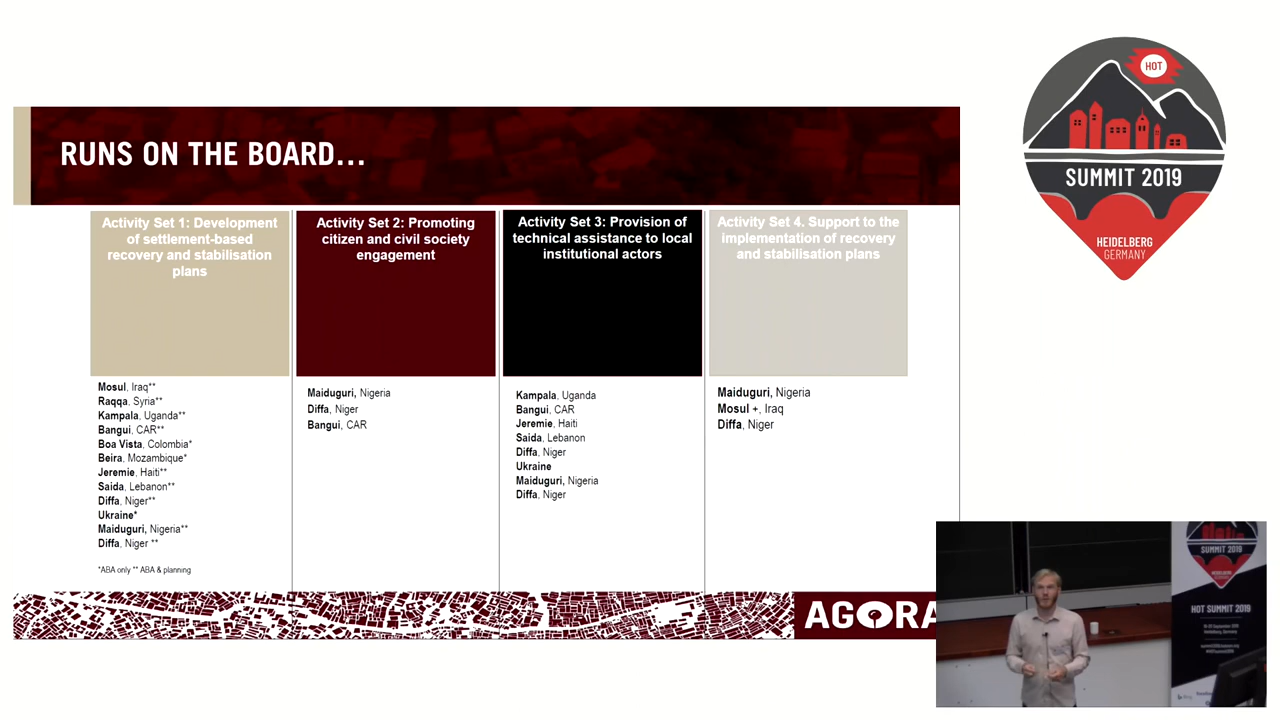 RUNS ON THE BOARD...
Activity Set 1: Development
of settlement-based
recovery and stabilisation
plans
Mosul, Iraq**
Raqqa, Syria**
Kampala, Uganda**
Bangui, CAR**
Boa Vista, Colombia*
Beira, Mozambique*
Jeremie, Haiti**
Saida, Lebanon**
Diffa, Niger**
Ukraine*
Maiduguri, Nigeria**
Diffa, Niger **
*ABA only ** ABA & planning
Activity Set 2: Promoting
citizen and civil society
engagement
Maiduguri, Nigeria
Diffa, Niger
Bangui, CAR
Activity Set 3: Provision of
technical assistance to local
institutional actors
Kampala, Uganda
Bangui, CAR
Jeremie, Haiti
Saida, Lebanon
Diffa, Niger
Ukraine
Maiduguri, Nigeria
Diffa, Niger
Activity Set 4. Support to the
implementation of recovery
and stabilisation plans
Maiduguri, Nigeria
Mosul +, Iraq
Diffa, Niger
AGORA
HOT
SUMMIT 2019
HEIDELBERG
GERMANY
SUMMIT 2019
HEIDELBERG
HOT SUMMIT 2019